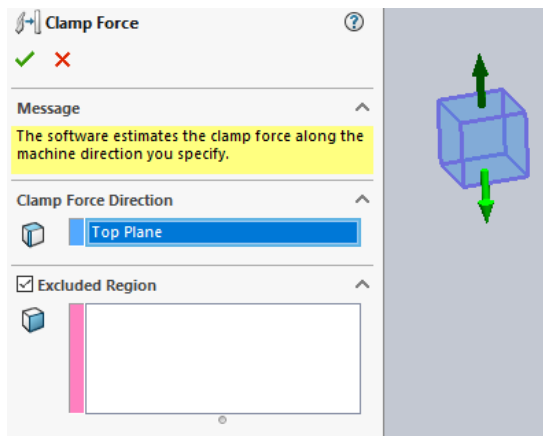 Clamp Force
Message
The software estimates the clamp force along the
machine direction you specify.
Clamp Force Direction
Top Plane
Excluded Region